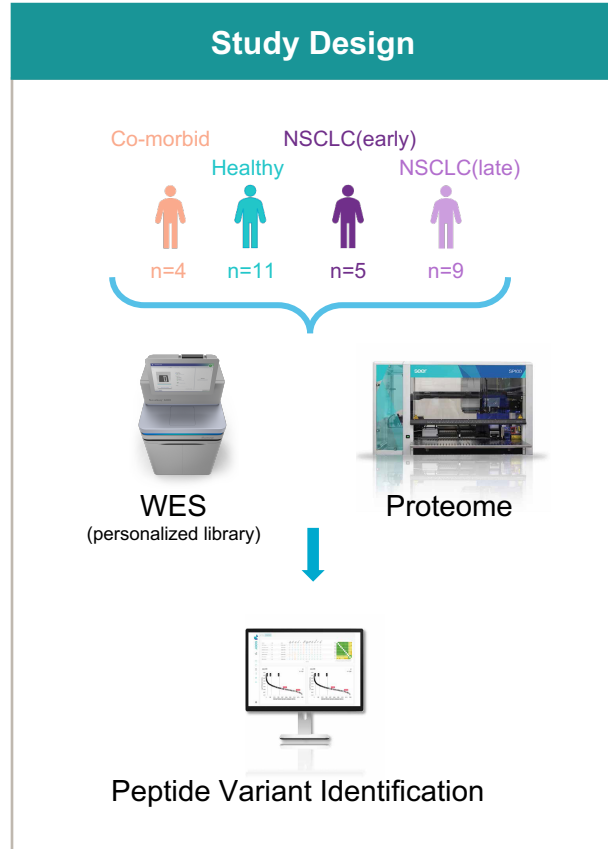 Study Design
Co-morbid
NSCLC(early)
Healthy
NSCLC(late)
n=4
n=11
n=5
n=9
seer
WES
(personalized library)
Proteome
Peptide Variant Identification